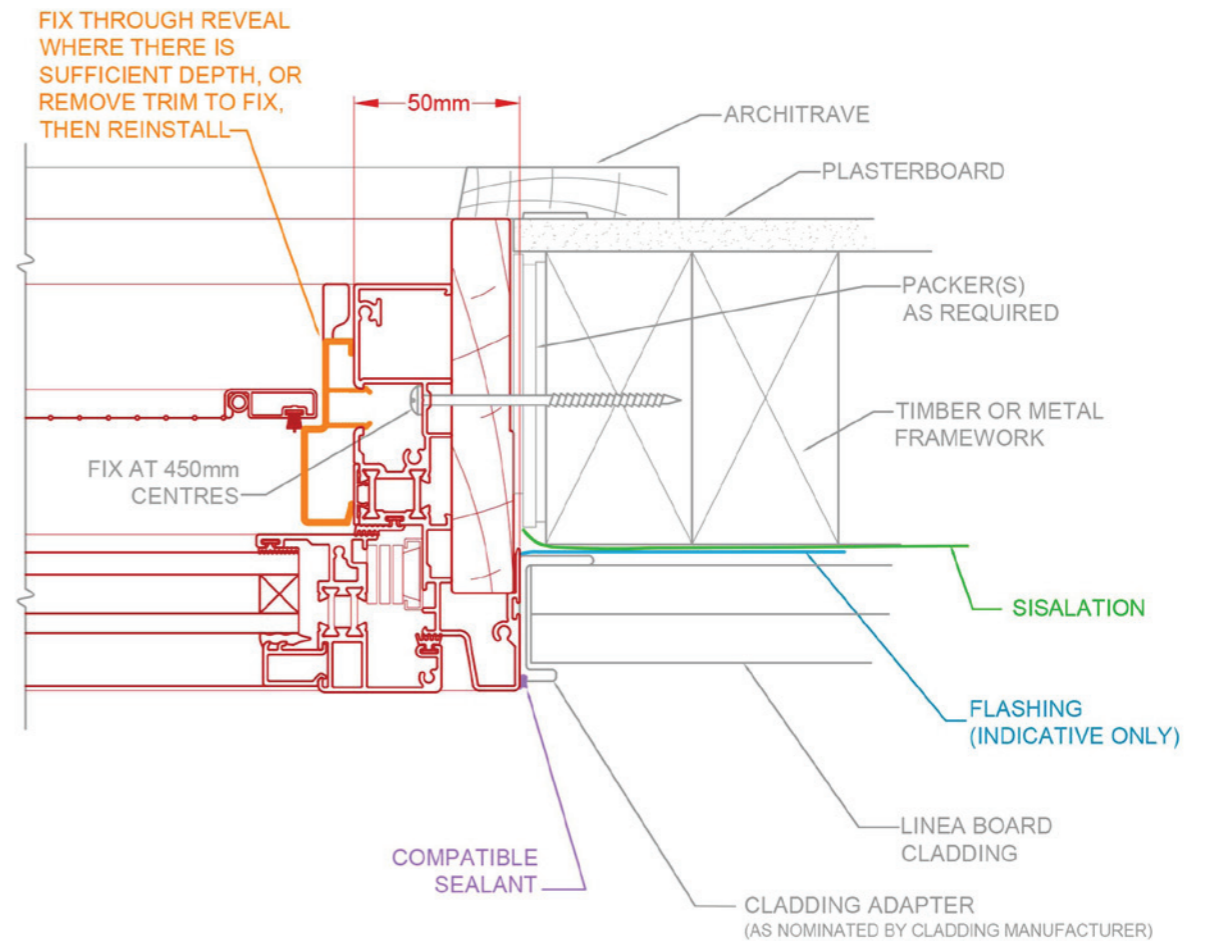 FIX THROUGH REVEAL
WHERE THERE IS
SUFFICIENT DEPTH, OR
REMOVE TRIM TO FIX,
THEN REINSTALL
50mm
ARCHITRAVE
PLASTERBOARD
PACKER(S)
AS REQUIRED
TIMBER OR METAL
FRAMEWORK
FIX AT 450mm
CENTRES
SISALATION
FLASHING
(INDICATIVE ONLY)
LINEA BOARD
CLADDING
COMPATIBLE
SEALANT
CLADDING ADAPTER
(AS NOMINATED BY CLADDING MANUFACTURER)